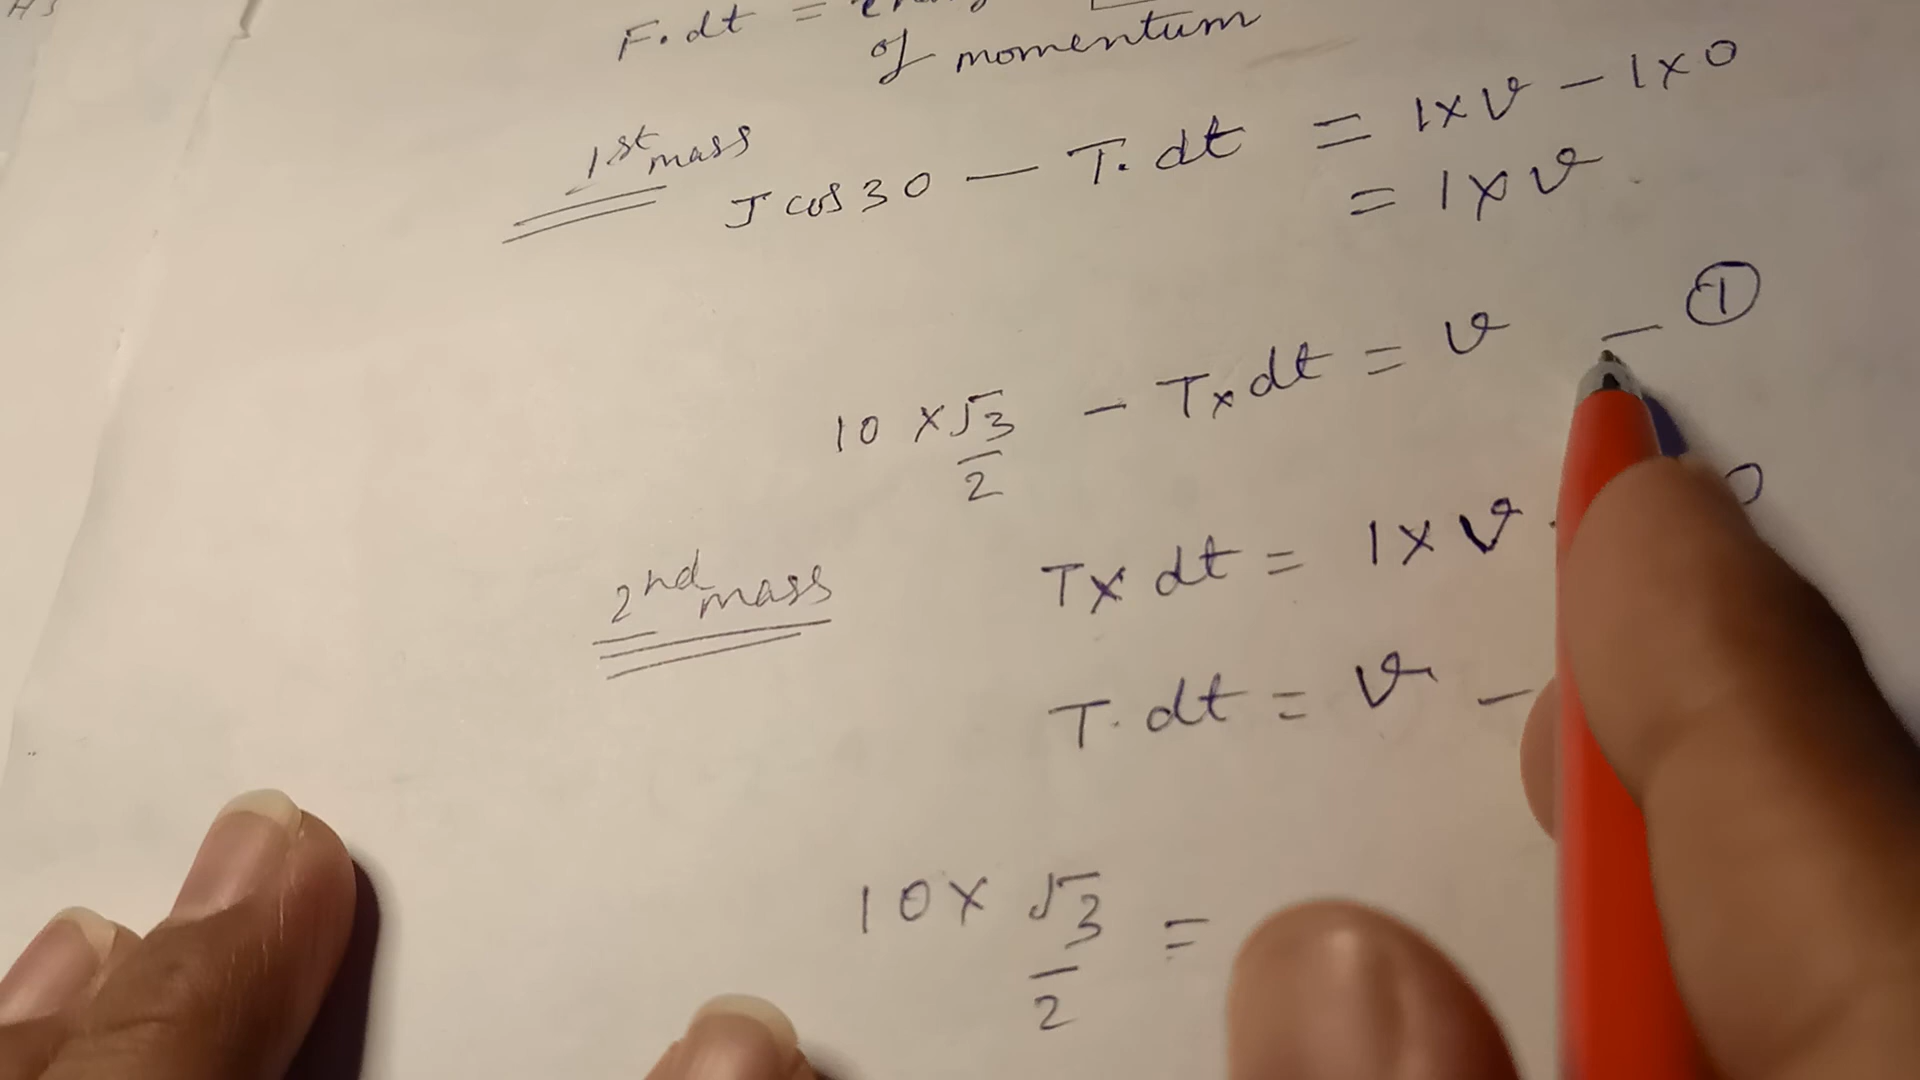 F.dt =
of momentum
1st mass
J cos 30 — T. dt = 1×v – 1×0
= 1×v
10 × √3/2 – T×dt = v — ①
2nd mass
T× dt = 1×v
T. dt = v –
10× √3/2 =